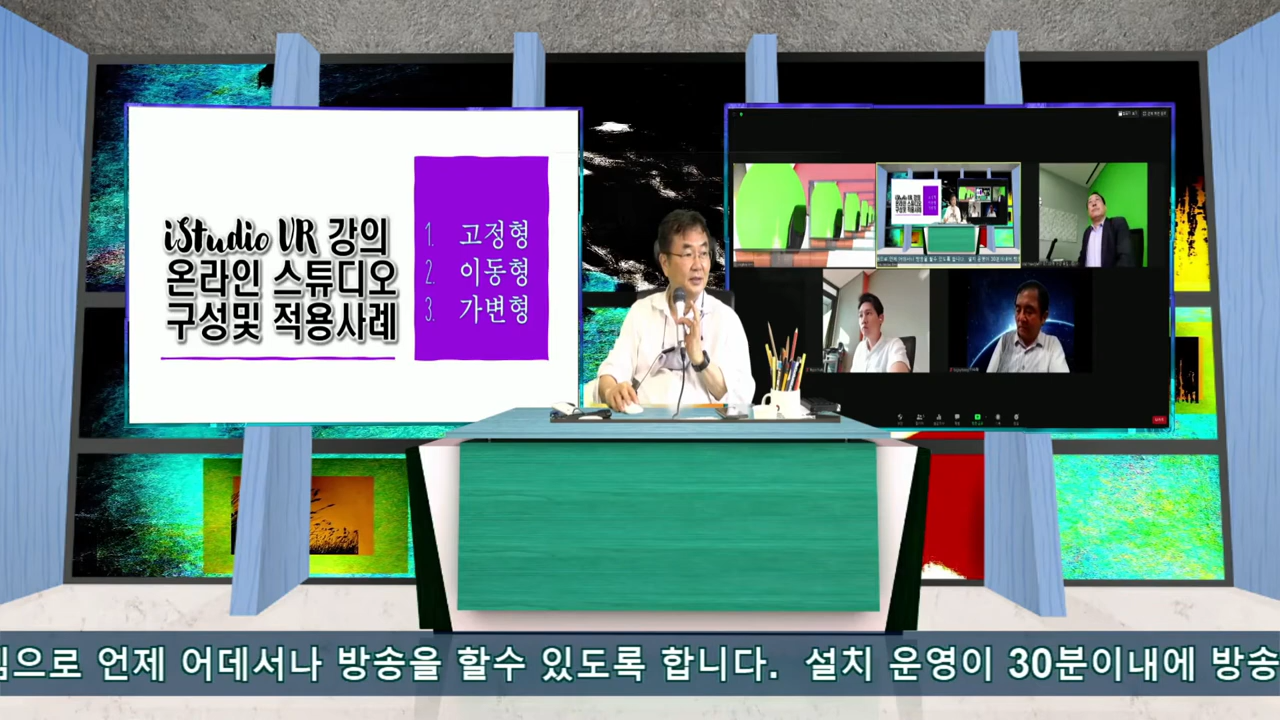 iStudio VR 강의
온라인 스튜디오
구성및 적용사례
1. 고정형
2. 이동형
3. 가변형
으로 언제 어데서나 방송을 할수 있도록 합니다. 설치 운영이 30분이내에 방송